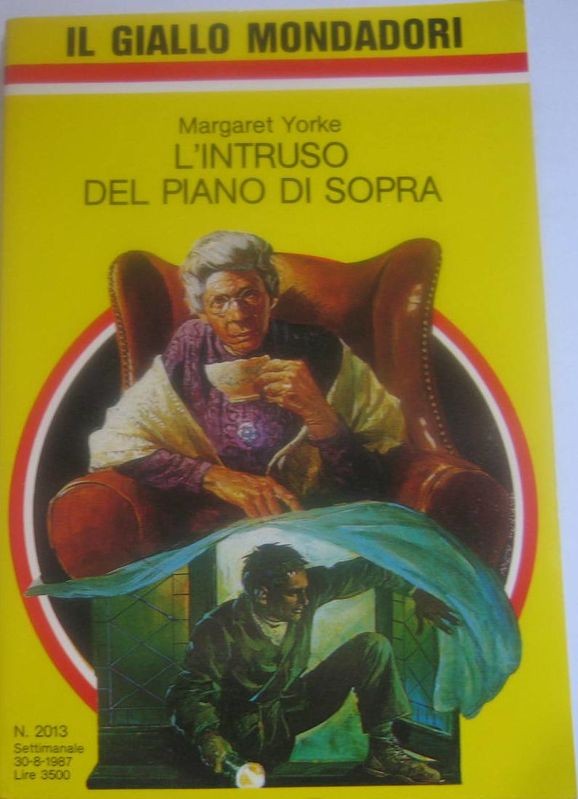 IL GIALLO MONDADORI
Margaret Yorke
L'INTRUSO
DEL PIANO DI SOPRA
N. 2013
Settimanale
30-8-1987
Lire 3500